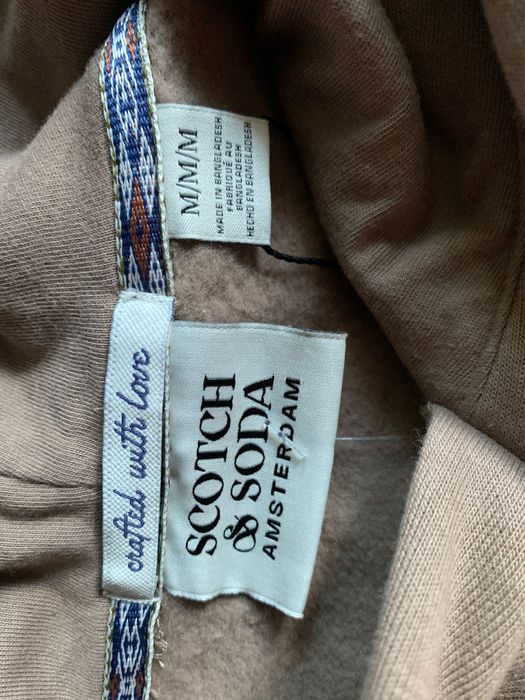 M/M/M
MADE IN BANGLADESH
FABRIQUÉ AU
BANGLADESH
HECHO EN BANGLADESH
crafted with love
SCOTCH
& SODA
AMSTERDAM